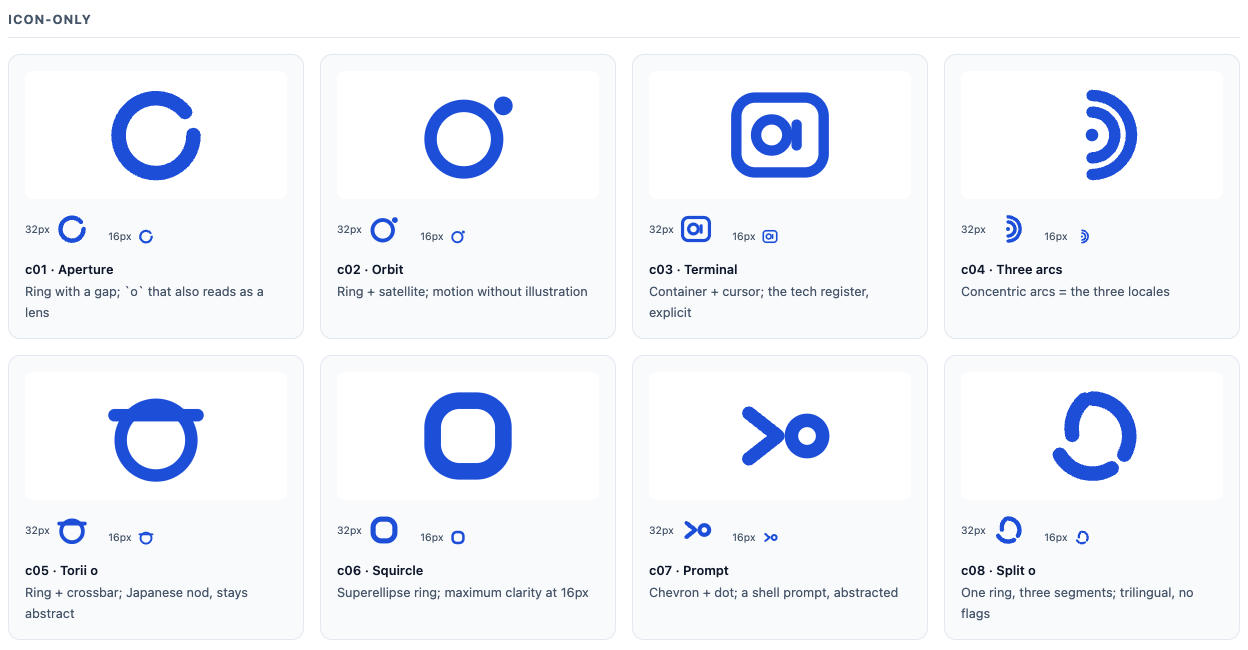 ICON-ONLY
32px 16px
32px 16px
32px 16px
32px 16px
c01 · Aperture
Ring with a gap; `o` that also reads as a
lens
c02 · Orbit
Ring + satellite; motion without illustration
c03 · Terminal
Container + cursor; the tech register,
explicit
c04 · Three arcs
Concentric arcs = the three locales
32px 16px
32px 16px
32px 16px
32px 16px
c05 · Torii o
Ring + crossbar; Japanese nod, stays
abstract
c06 · Squircle
Superellipse ring; maximum clarity at 16px
c07 · Prompt
Chevron + dot; a shell prompt, abstracted
c08 · Split o
One ring, three segments; trilingual, no
flags